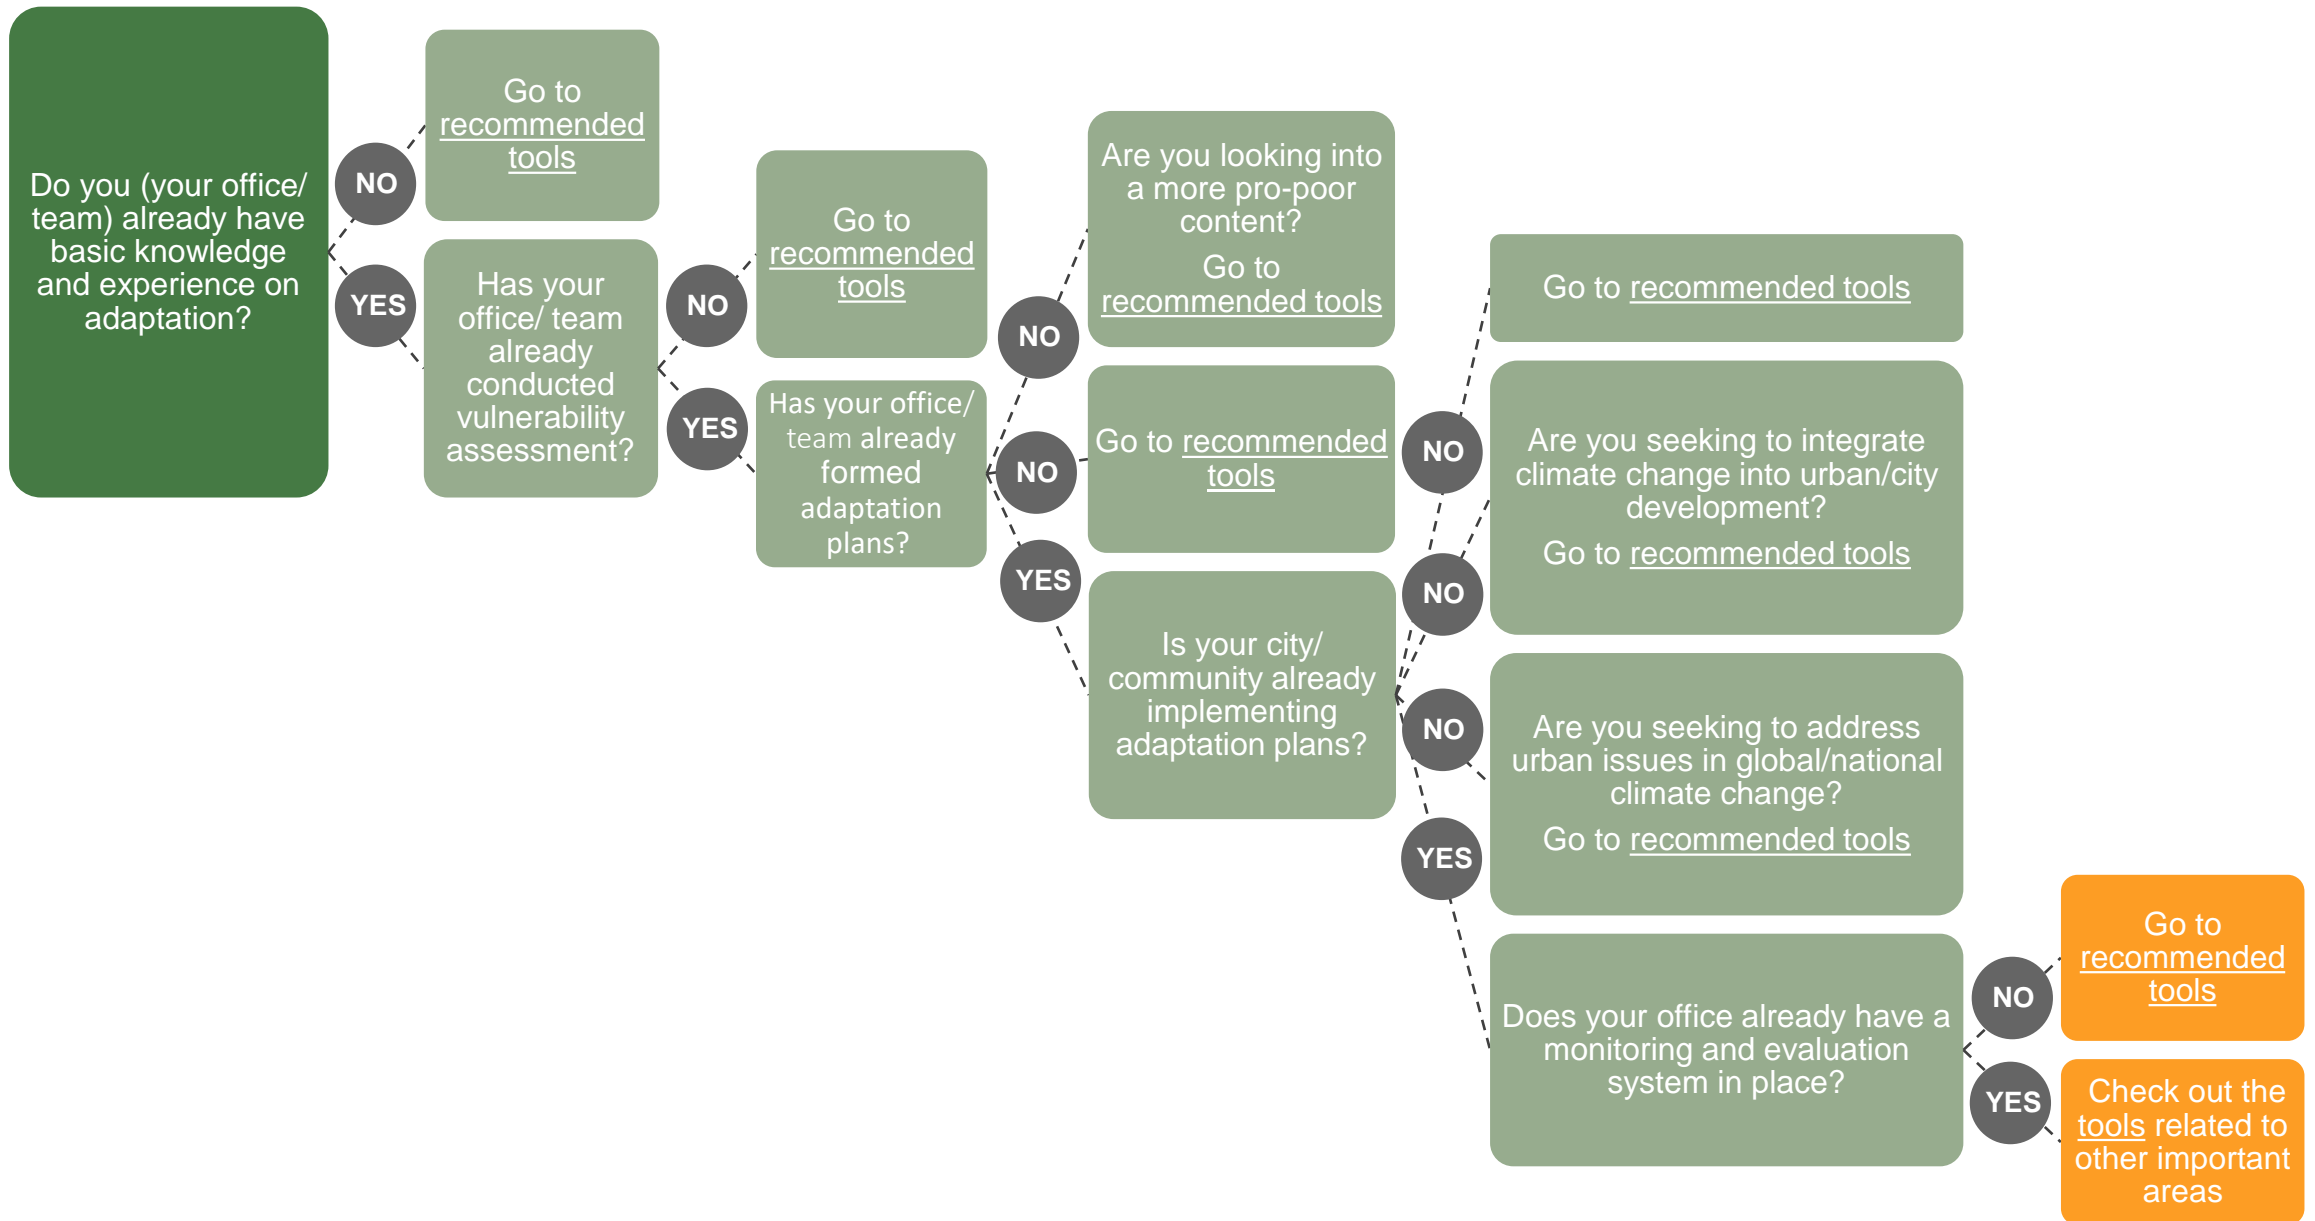 Do you (your office/
team) already have
basic knowledge
and experience on
adaptation?
NO
YES
Go to
recommended
tools
Has your
office/ team
already
conducted
vulnerability
assessment?
NO
YES
Go to
recommended
tools
Has your office/
team already
formed
adaptation
plans?
NO
NO
YES
Are you looking into
a more pro-poor
content?
Go to
recommended tools
Go to recommended
tools
Is your city/
community already
implementing
adaptation plans?
NO
NO
NO
YES
Go to recommended tools
Are you seeking to integrate
climate change into urban/city
development?
Go to recommended tools
Are you seeking to address
urban issues in global/national
climate change?
Go to recommended tools
Does your office already have a
monitoring and evaluation
system in place?
NO
YES
Go to
recommended
tools
Check out the
tools related to
other important
areas